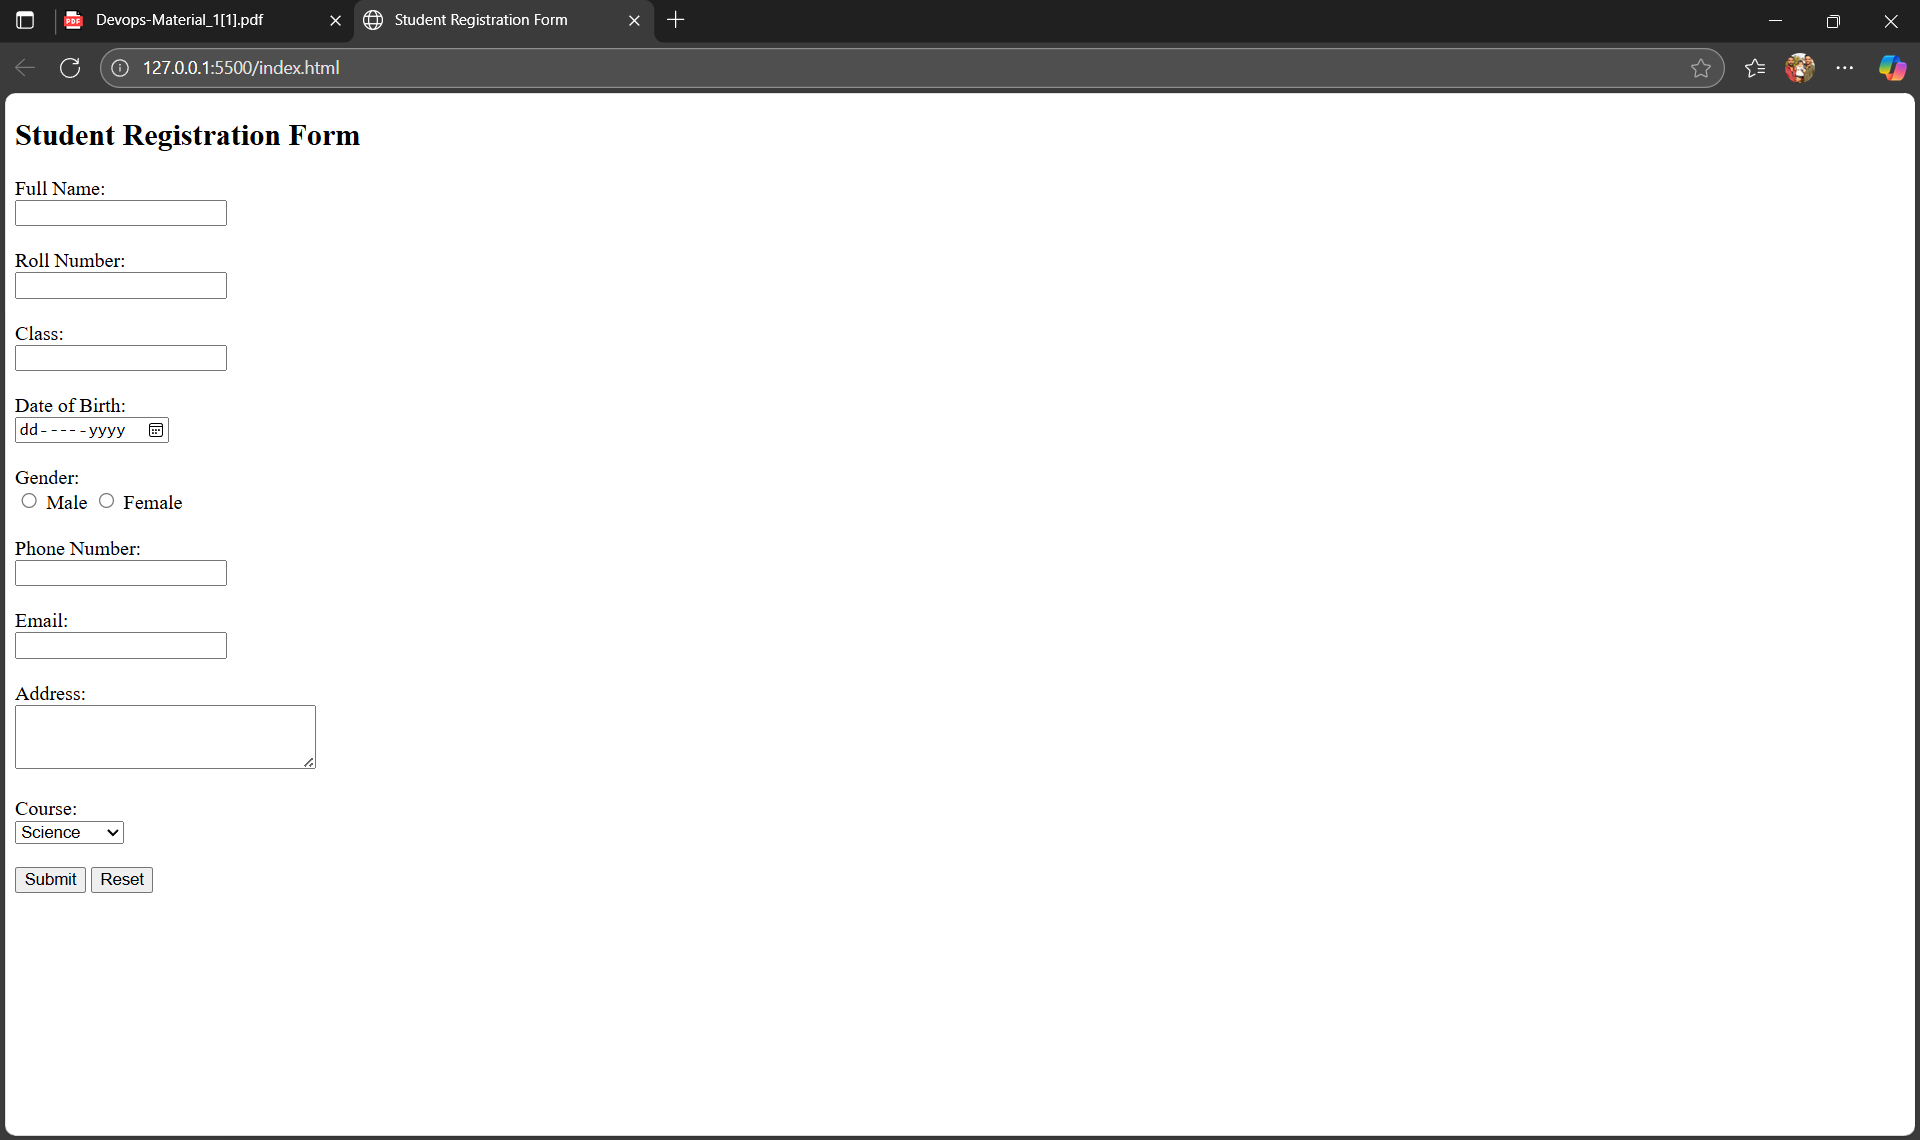 Devops-Material_1[1].pdf
Student Registration Form
127.0.0.1:5500/index.html
Student Registration Form
Full Name:
Roll Number:
Class:
Date of Birth:
dd-----yyyy
Gender:
Male Female
Phone Number:
Email:
Address:
Course:
Science
Submit Reset